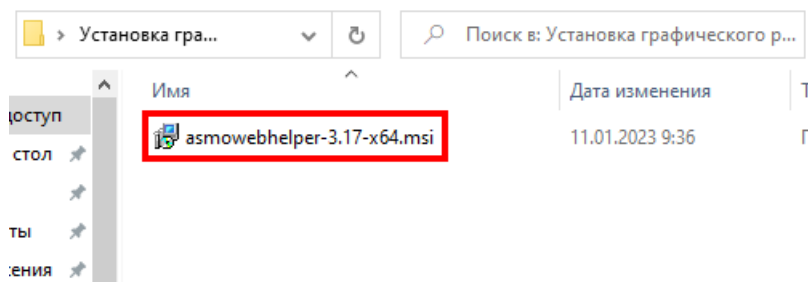 Установка гра...
Поиск в: Установка графического р...
Имя
Дата изменения
доступ
стол
asmowebhelper-3.17-x64.msi
11.01.2023 9:36
ты
ения